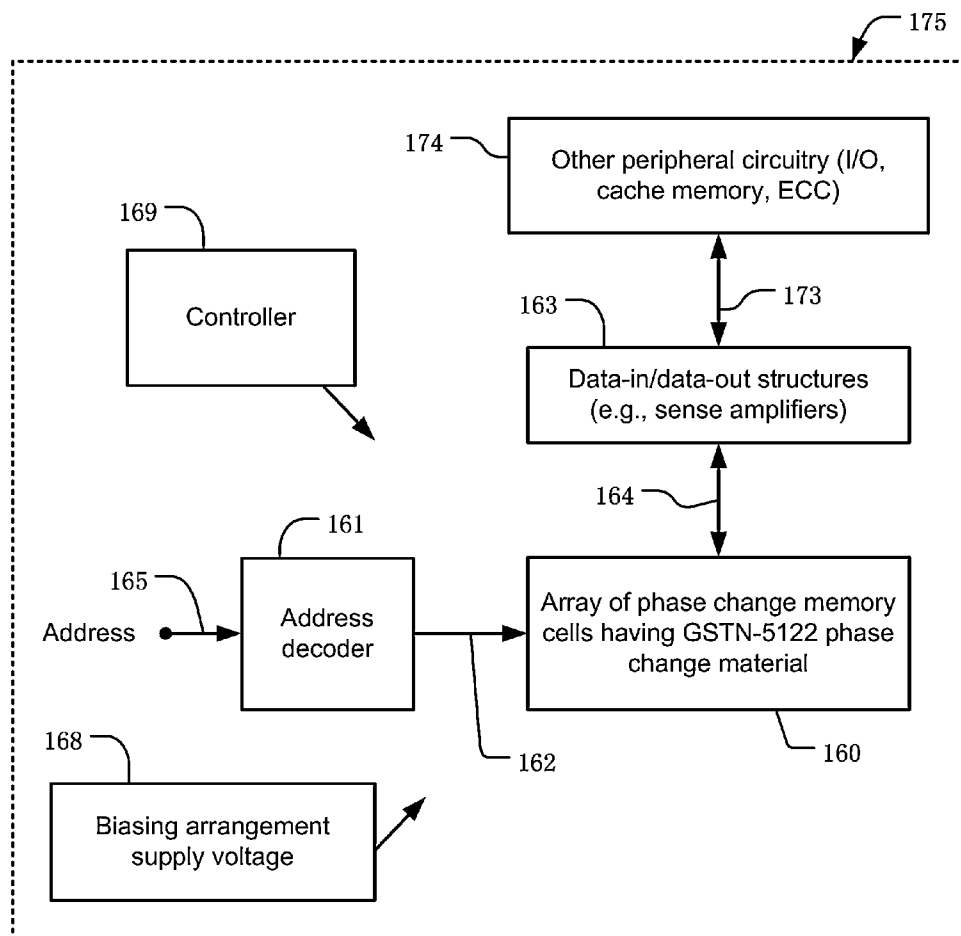 175
174
Other peripheral circuitry (I/O,
cache memory, ECC)
169
Controller
173
163
Data-in/data-out structures
(e.g., sense amplifiers)
164
161
165
Address
Address
decoder
Array of phase change memory
cells having GSTN-5122 phase
change material
162
160
168
Biasing arrangement
supply voltage